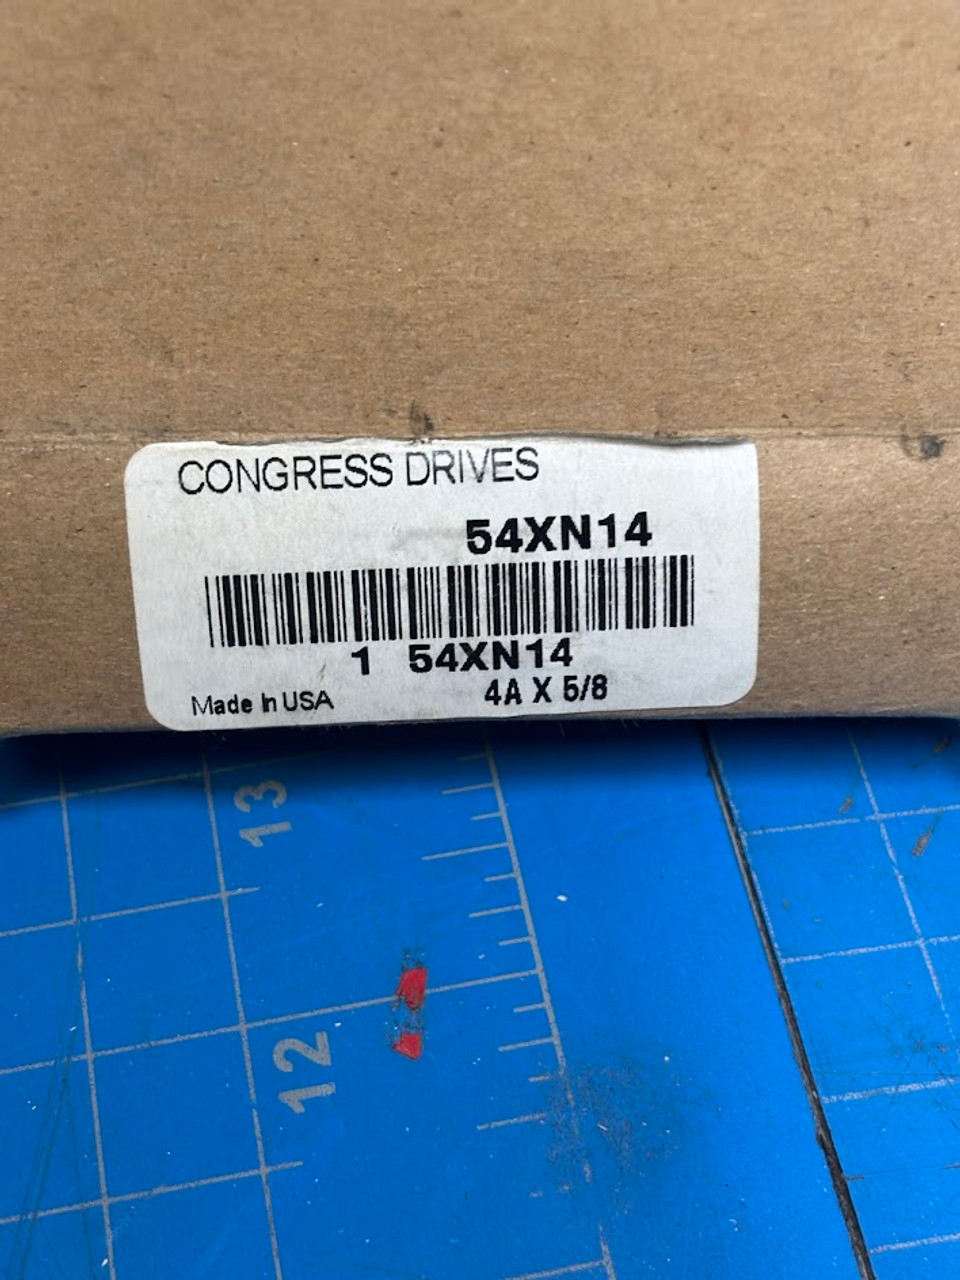 CONGRESS DRIVES
54XN14
1 54XN14
Made In USA 4A X 5/8
13
12